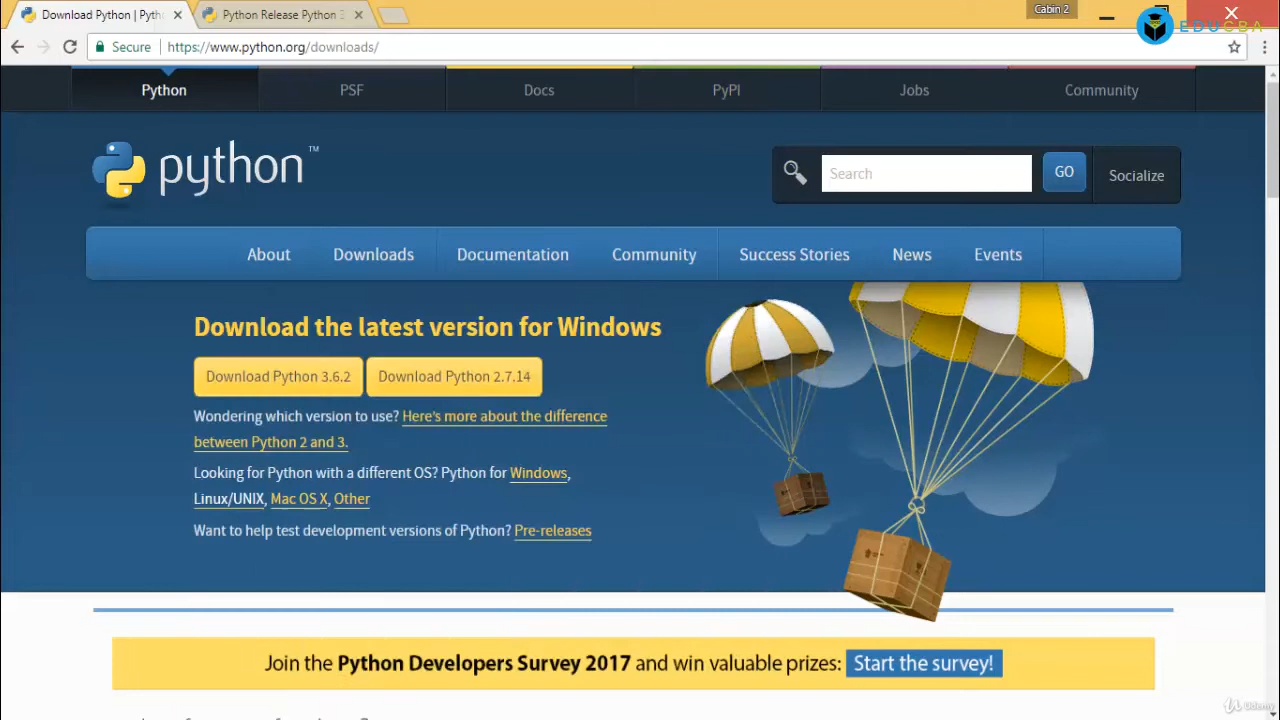 Download Python | Pyth
Python Release Python 3
Cabin 2
EDUCBA
Secure
https://www.python.org/downloads/
Python
PSF
Docs
PyPI
Jobs
Community
python™
Search
GO
Socialize
About
Downloads
Documentation
Community
Success Stories
News
Events
Download the latest version for Windows
Download Python 3.6.2
Download Python 2.7.14
Wondering which version to use? Here's more about the difference
between Python 2 and 3.
Looking for Python with a different OS? Python for Windows,
Linux/UNIX, Mac OS X, Other
Want to help test development versions of Python? Pre-releases
Join the Python Developers Survey 2017 and win valuable prizes: Start the survey!
Udemy